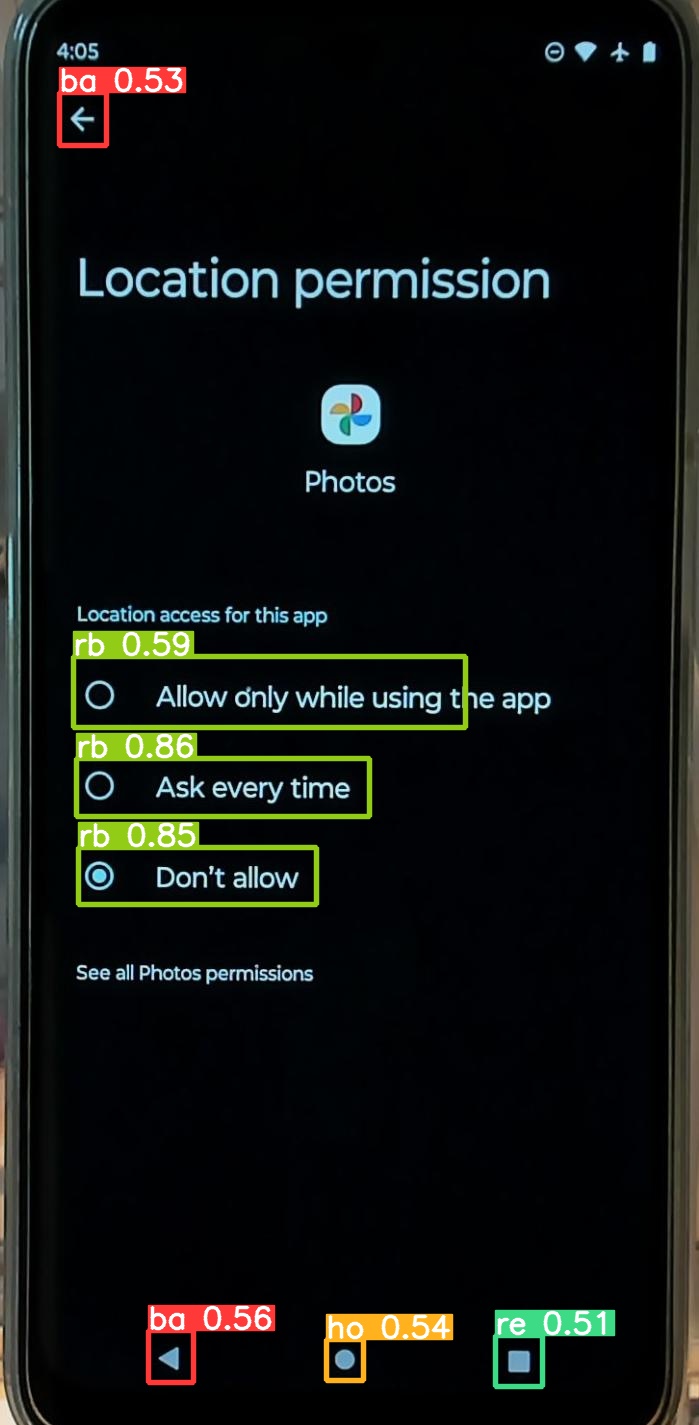 4:05
ba 0.53
Location permission
Photos
Location access for this app
rb 0.59
Allow only while using the app
rb 0.86
Ask every time
rb 0.85
Don't allow
See all Photos permissions
ba 0.56
ho 0.54
re 0.51